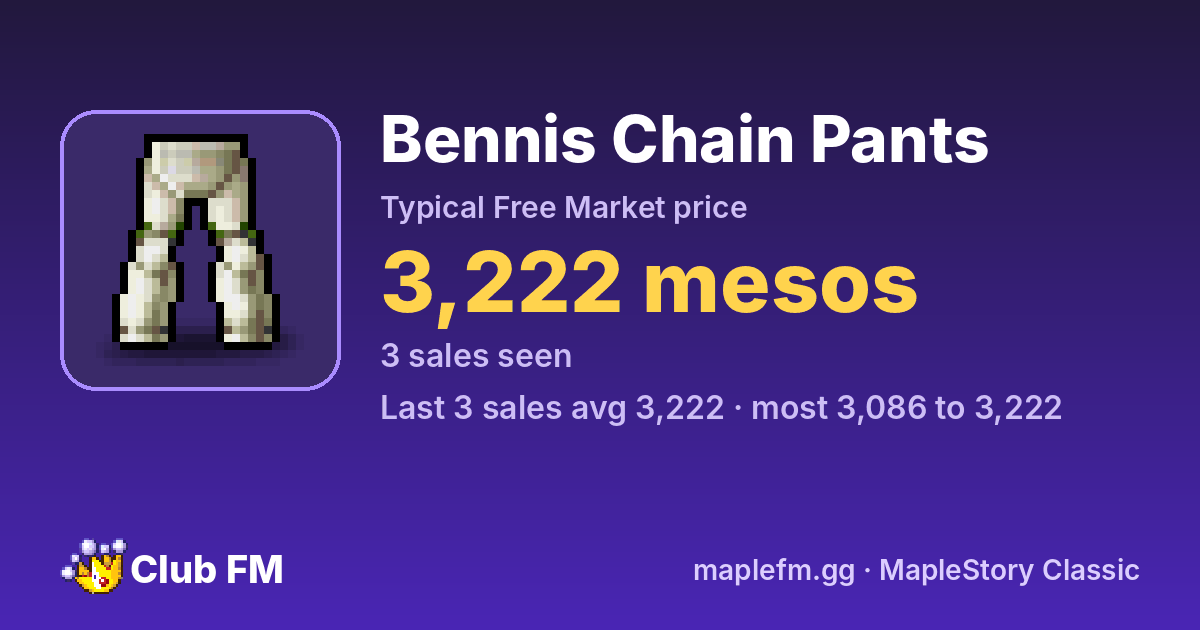 Bennis Chain Pants
Typical Free Market price
3,222 mesos
3 sales seen
Last 3 sales avg 3,222 · most 3,086 to 3,222
Club FM
maplefm.gg · MapleStory Classic